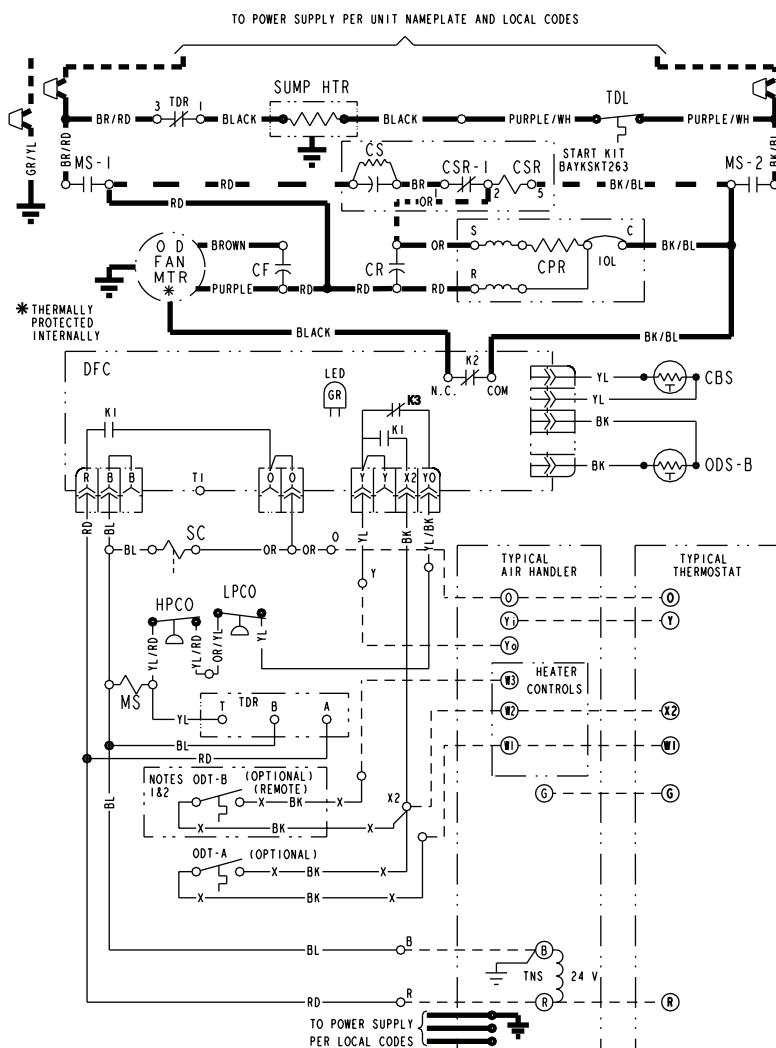 TO POWER SUPPLY PER UNIT NAMEPLATE AND LOCAL CODES
SUMP HTR
TDL
3 TDR 1
BR/RD
BLACK
BLACK
PURPLE/WH
PURPLE/WH
GR/YL
BR/RD
BK/BL
START KIT
BAYKSKT263
MS-1
CS
CSR-1
CSR
MS-2
RD
BR
2
5
BK/BL
OR
RD
O D
FAN
MTR
*
BROWN
CF
CR
OR
S
C
BK/BL
CPR
IOL
R
PURPLE
RD
RD
RD
* THERMALLY
PROTECTED
INTERNALLY
BLACK
BK/BL
DFC
LED
GR
K2
N.C.
COM
K3
K1
K1
YL
YL
CBS
BK
BK
ODS-B
R
B
B
T1
O
O
Y
Y
X2
YO
RD
BL
SC
BL
OR
OR
O
YL
BK
YL/BK
Y
TYPICAL
AIR HANDLER
TYPICAL
THERMOSTAT
O
O
Yi
Y
Yo
HPCO
LPCO
YL/RD
YL/RD
OR/YL
YL
W3
HEATER
CONTROLS
MS
TDR
T
B
A
YL
W2
X2
BL
W1
W1
RD
NOTES
1&2
ODT-B
(OPTIONAL)
(REMOTE)
X
BK
X
X2
G
G
BL
X
BK
X
ODT-A
(OPTIONAL)
X
BK
X
X
BK
X
BL
B
B
TNS
24 V
RD
R
R
R
TO POWER SUPPLY
PER LOCAL CODES